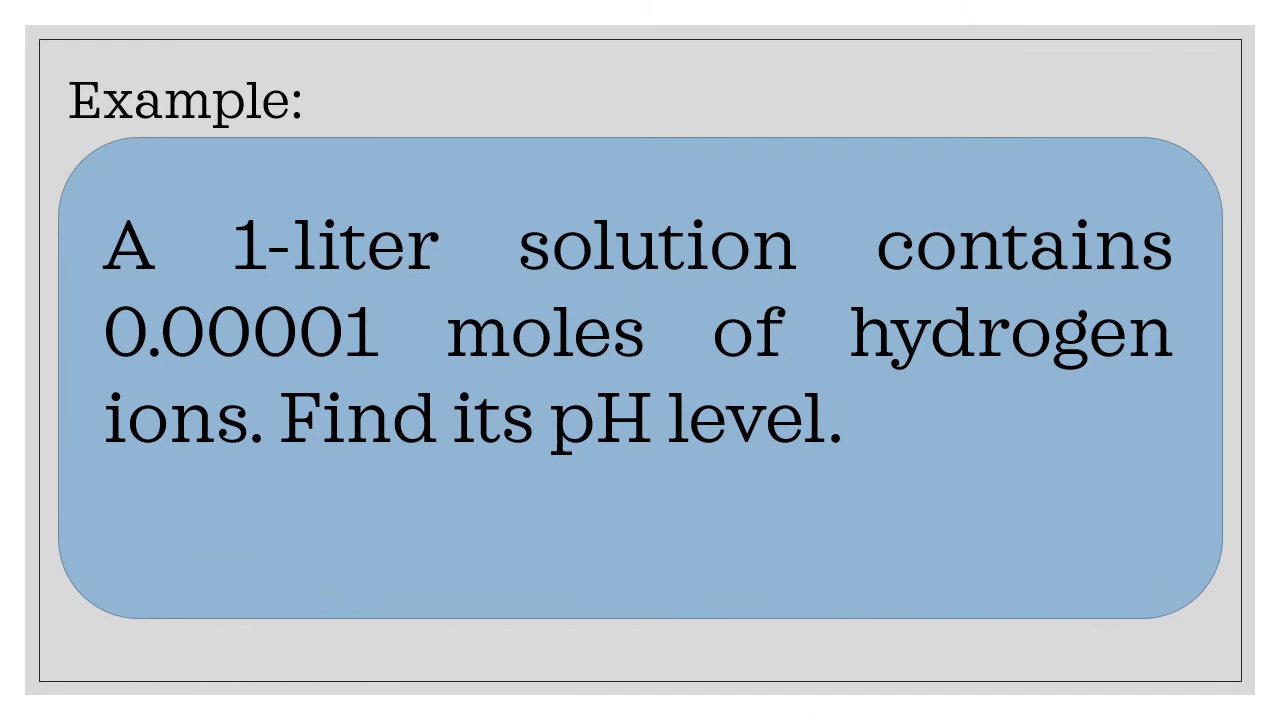 Example:
A 1-liter solution contains
0.00001 moles of hydrogen
ions. Find its pH level.